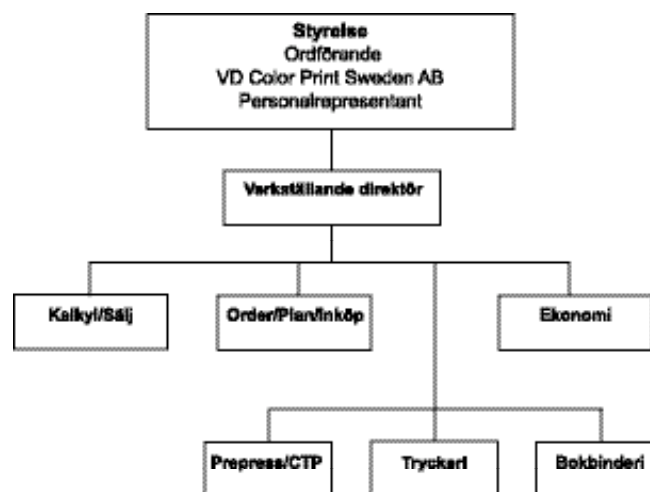 Styrelse
Ordförande
VD Color Print Sweden AB
Personalrepresentant
Verkställande direktör
Kalkyl/Sälj
Order/Plan/Inköp
Ekonomi
Prepress/CTP
Tryckeri
Bokbinderi